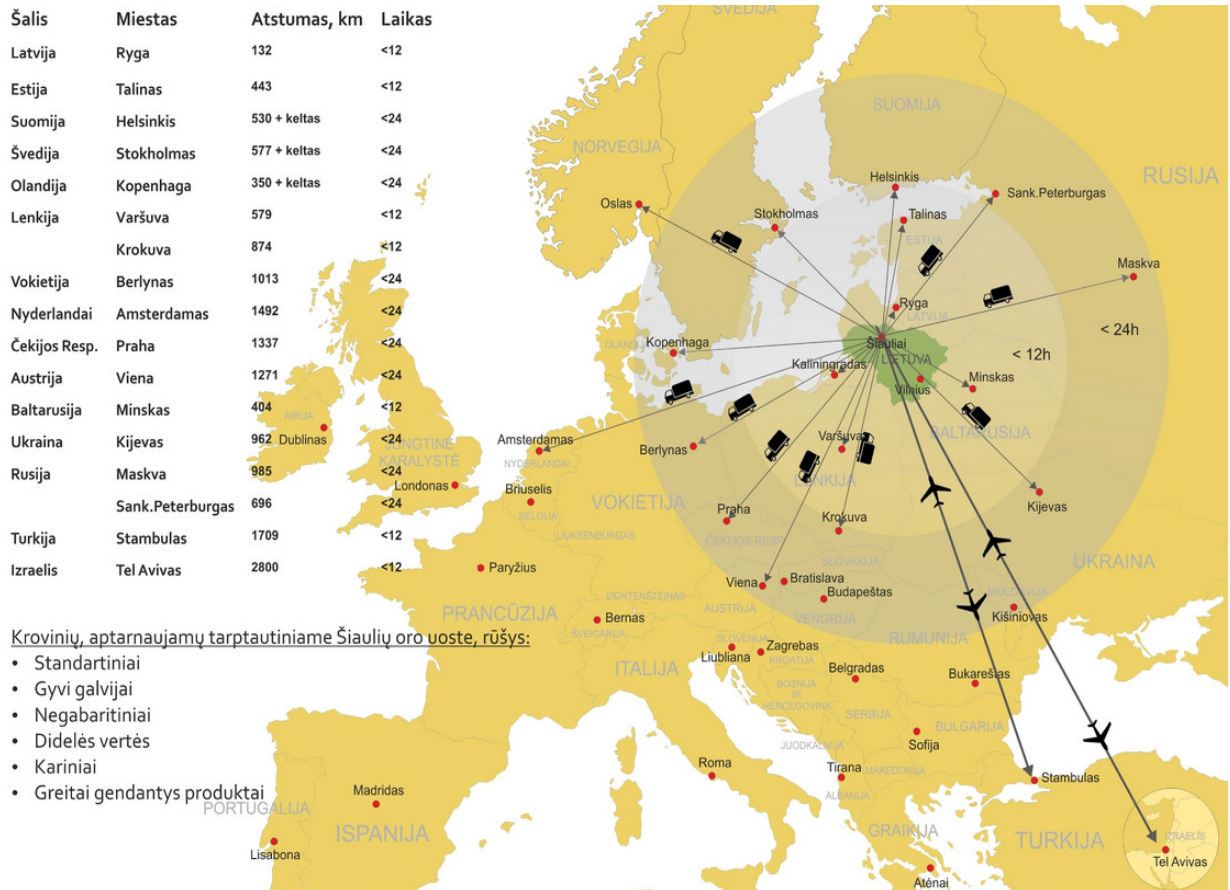 Šalis Miestas Atstumas, km Laikas
Latvija Ryga 132 <12
Estija Talinas 443 <12
Suomija Helsinkis 530 + keltas <24
Švedija Stokholmas 577 + keltas <24
Olandija Kopenhaga 350 + keltas <24
Lenkija Varšuva 579 <12
Krokuva 874 <12
Vokietija Berlynas 1013 <24
Nyderlandai Amsterdamas 1492 <24
Čekijos Resp. Praha 1337 <24
Austrija Viena 1271 <24
Baltarusija Minskas 404 <12
Ukraina Kijevas 962 <24
Rusija Maskva 985 <24
Sank.Peterburgas 696 <24
Turkija Stambulas 1709 <12
Izraelis Tel Avivas 2800 <12
Krovinių, aptarnaujamų tarptautiniame Šiaulių oro uoste, rūšys:
• Standartiniai
• Gyvi galvijai
• Negabaritiniai
• Didelės vertės
• Kariniai
• Greitai gendantys produktai
ŠVEDIJA
SUOMIJA
NORVEGIJA
RUSIJA
Helsinkis
Sank.Peterburgas
Oslas
Stokholmas
Talinas
ESTIJA
Maskva
Ryga
LATVIJA
< 24h
Šiauliai
< 12h
OLANDIJA
Kopenhaga
LIETUVA
Kaliningradas
Minskas
Vilnius
AIRIJA
Dublinas
JUNGTINĖ
KARALYSTĖ
Amsterdamas
NYDERLANDAI
Berlynas
Varšuva
BALTARUSIJA
LENKIJA
Londonas
Briuselis
BELGIJA
VOKIETIJA
Praha
Krokuva
Kijevas
LIUKSENBURGAS
ČEKIJOS RESP.
SLOVAKIJA
UKRAINA
Paryžius
Viena
Bratislava
Budapeštas
MOLDAVIJA
Kišiniovas
LICHTENŠTEINAS
AUSTRIJA
VENGRIJA
PRANCŪZIJA
Bernas
ŠVEICARIJA
RUMUNIJA
SLOVĖNIJA
Liubliana
Zagrebas
KROATIJA
ITALIJA
Belgradas
Bukareštas
BOSNIJA
IR
HERCEGOVINA
SERBIJA
BULGARIJA
Sofija
JUODKALNIJA
Roma
Tirana
MAKEDONIJA
ALBANIJA
Stambulas
PORTUGALIJA
Madridas
ISPANIJA
Lisabona
GRAIKIJA
TURKIJA
IZRAELIS
Tel Avivas
Atėnai